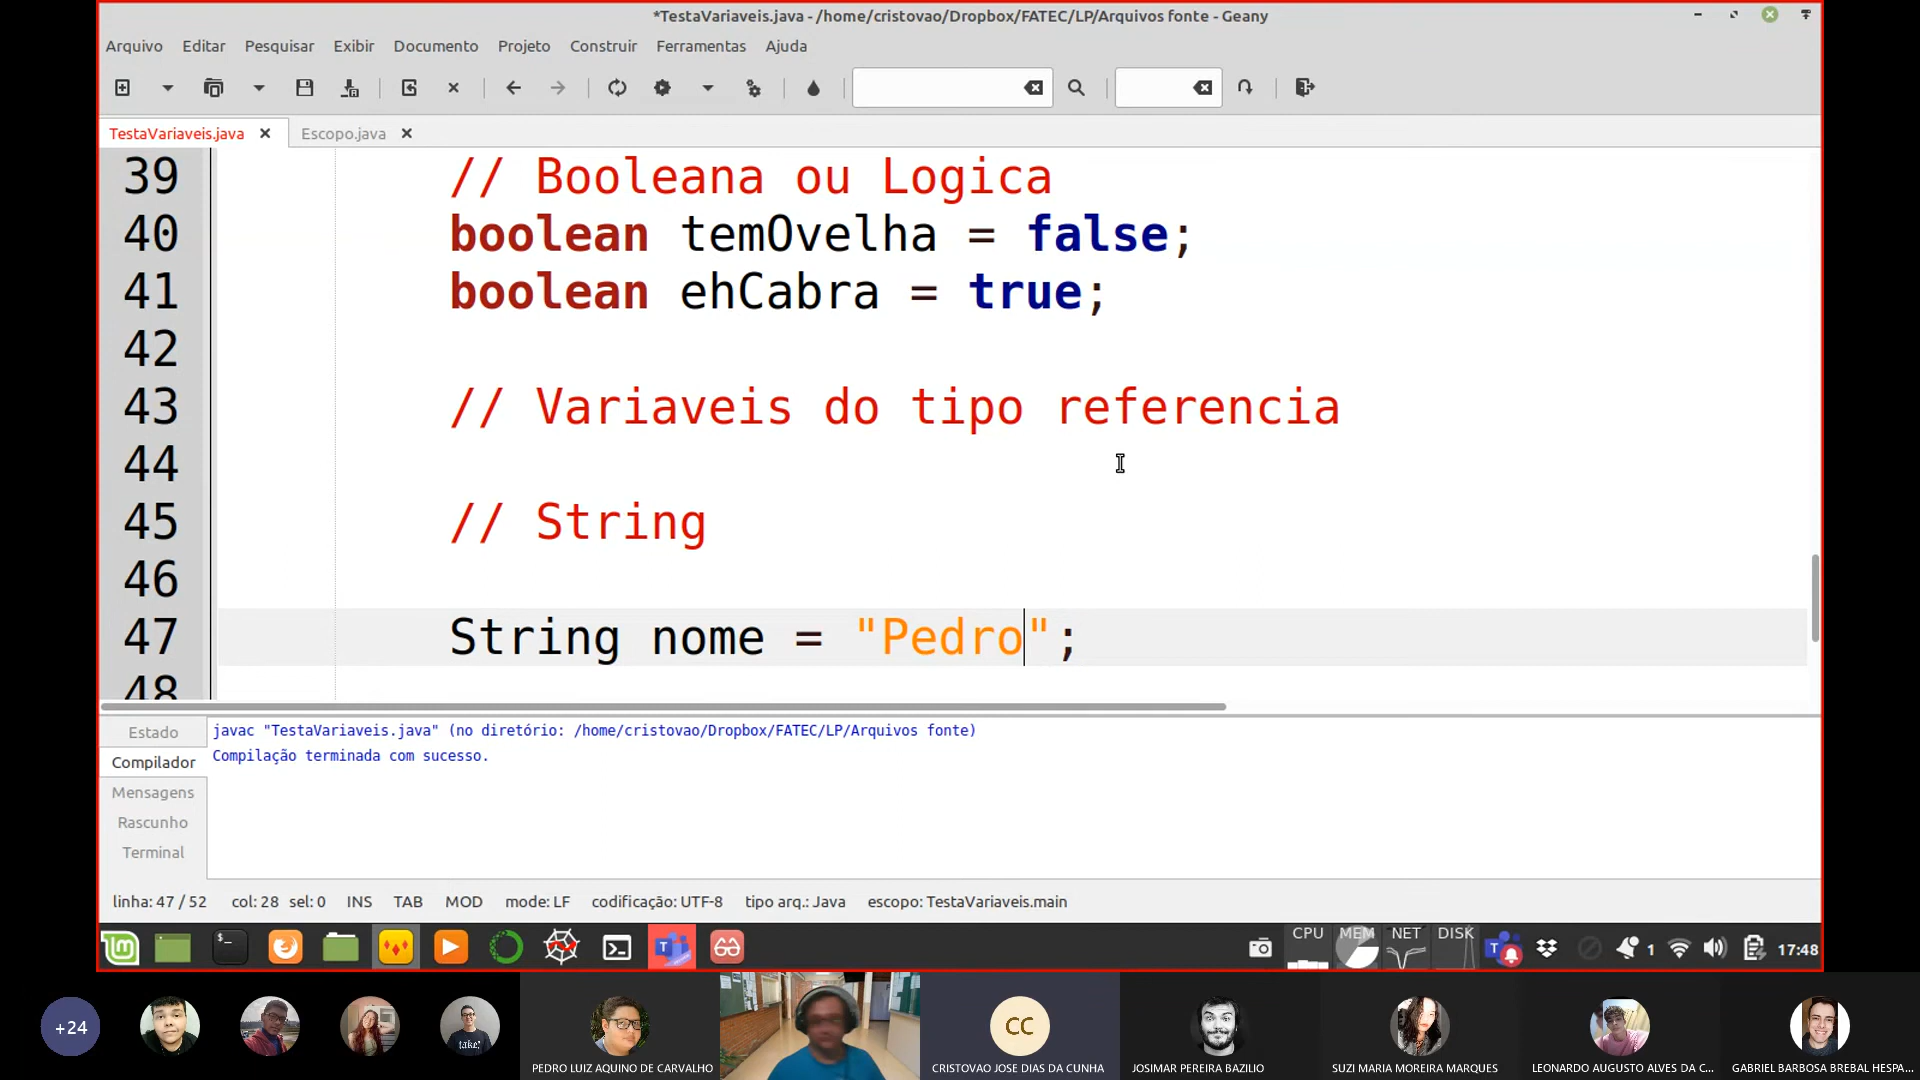 *TestaVariaveis.java - /home/cristovao/Dropbox/FATEC/LP/Arquivos fonte - Geany
Arquivo Editar Pesquisar Exibir Documento Projeto Construir Ferramentas Ajuda
TestaVariaveis.java Escopo.java
39 // Booleana ou Logica
40 boolean temOvelha = false;
41 boolean ehCabra = true;
42
43 // Variaveis do tipo referencia
44
45 // String
46
47 String nome = "Pedro";
48
Estado
Compilador
Mensagens
Rascunho
Terminal
javac "TestaVariaveis.java" (no diretório: /home/cristovao/Dropbox/FATEC/LP/Arquivos fonte)
Compilação terminada com sucesso.
linha: 47 / 52 col: 28 sel: 0 INS TAB MOD mode: LF codificação: UTF-8 tipo arq.: Java escopo: TestaVariaveis.main
CPU MEM NET DISK 1 17:48
+24
take!
CC
PEDRO LUIZ AQUINO DE CARVALHO
CRISTOVAO JOSE DIAS DA CUNHA
JOSIMAR PEREIRA BAZILIO
SUZI MARIA MOREIRA MARQUES
LEONARDO AUGUSTO ALVES DA C...
GABRIEL BARBOSA BREBAL HESPA...